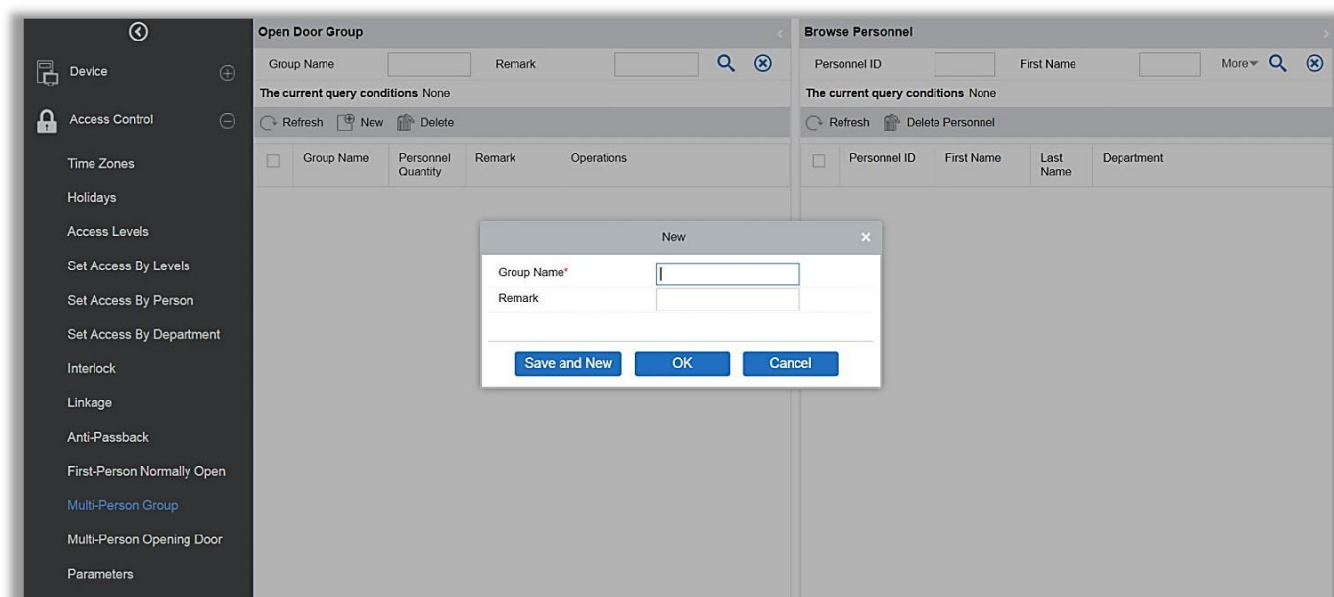 Device
Access Control
Time Zones
Holidays
Access Levels
Set Access By Levels
Set Access By Person
Set Access By Department
Interlock
Linkage
Anti-Passback
First-Person Normally Open
Multi-Person Group
Multi-Person Opening Door
Parameters
Open Door Group
Group Name Remark
The current query conditions None
Refresh New Delete
Group Name Personnel Quantity Remark Operations
Browse Personnel
Personnel ID First Name More
The current query conditions None
Refresh Delete Personnel
Personnel ID First Name Last Name Department
New
Group Name*
Remark
Save and New OK Cancel